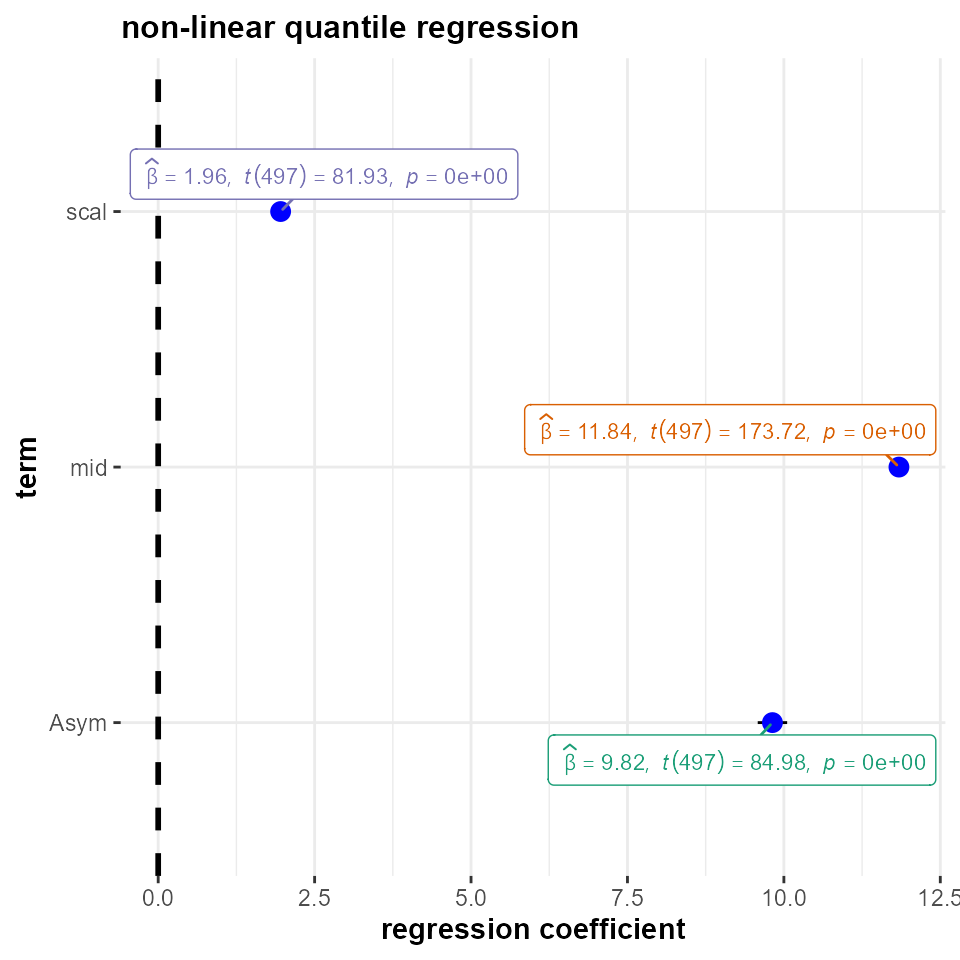 non-linear quantile regression
β̂ = 1.96, t(497) = 81.93, p = 0e+00
scal
β̂ = 11.84, t(497) = 173.72, p = 0e+00
mid
term
Asym
β̂ = 9.82, t(497) = 84.98, p = 0e+00
0.0 2.5 5.0 7.5 10.0 12.5
regression coefficient